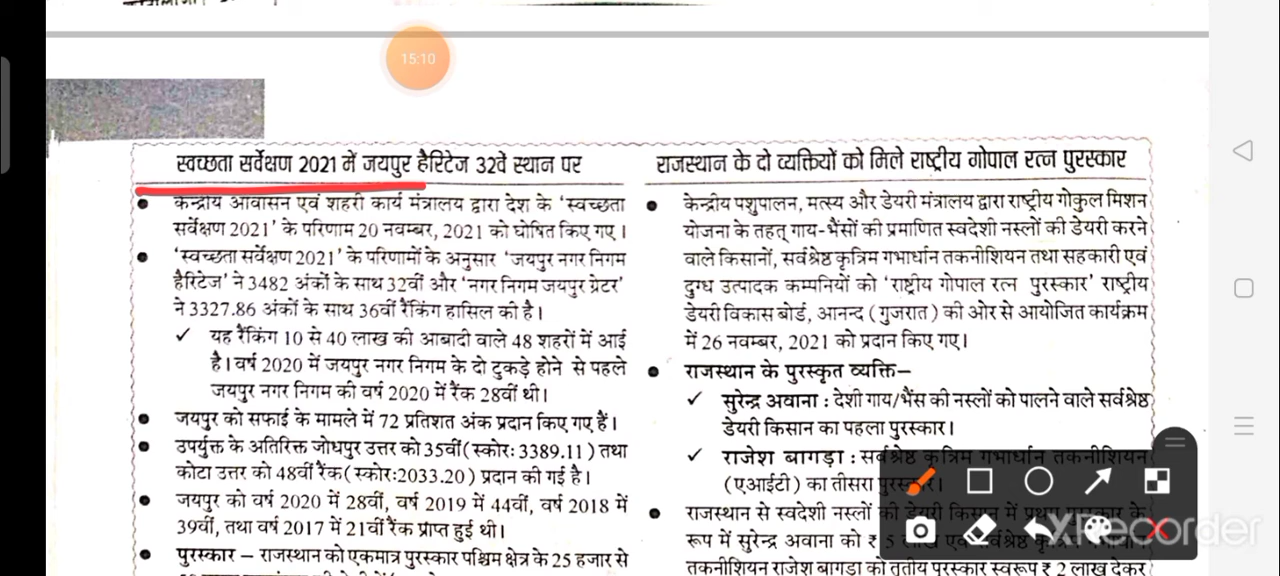 15:10
स्वच्छता सर्वेक्षण 2021 में जयपुर हैरिटेज 32वें स्थान पर
केन्द्रीय आवासन एवं शहरी कार्य मंत्रालय द्वारा देश के 'स्वच्छता
सर्वेक्षण 2021' के परिणाम 20 नवम्बर, 2021 को घोषित किए गए ।
'स्वच्छता सर्वेक्षण 2021' के परिणामों के अनुसार 'जयपुर नगर निगम
हैरिटेज' ने 3482 अंकों के साथ 32वीं और 'नगर निगम जयपुर ग्रेटर'
ने 3327.86 अंकों के साथ 36वीं रैंकिंग हासिल की है।
✓ यह रैंकिंग 10 से 40 लाख की आबादी वाले 48 शहरों में आई
है। वर्ष 2020 में जयपुर नगर निगम के दो टुकड़े होने से पहले
जयपुर नगर निगम की वर्ष 2020 में रैंक 28वीं थी।
जयपुर को सफाई के मामले में 72 प्रतिशत अंक प्रदान किए गए हैं।
उपर्युक्त के अतिरिक्त जोधपुर उत्तर को 35वीं (स्कोर: 3389.11) तथा
कोटा उत्तर को 48वीं रैंक (स्कोर:2033.20) प्रदान की गई है।
जयपुर को वर्ष 2020 में 28वीं, वर्ष 2019 में 44वीं, वर्ष 2018 में
39वीं, तथा वर्ष 2017 में 21वीं रैंक प्राप्त हुई थी।
पुरस्कार – राजस्थान को एकमात्र पुरस्कार पश्चिम क्षेत्र के 25 हजार से
राजस्थान के दो व्यक्तियों को मिले राष्ट्रीय गोपाल रत्न पुरस्कार
केन्द्रीय पशुपालन, मत्स्य और डेयरी मंत्रालय द्वारा राष्ट्रीय गोकुल मिशन
योजना के तहत् गाय-भैंसों की प्रमाणित स्वदेशी नस्लों की डेयरी करने
वाले किसानों, सर्वश्रेष्ठ कृत्रिम गर्भाधान तकनीशियन तथा सहकारी एवं
दुग्ध उत्पादक कम्पनियों को 'राष्ट्रीय गोपाल रत्न पुरस्कार' राष्ट्रीय
डेयरी विकास बोर्ड, आनन्द (गुजरात) की ओर से आयोजित कार्यक्रम
में 26 नवम्बर, 2021 को प्रदान किए गए।
राजस्थान के पुरस्कृत व्यक्ति–
✓ सुरेन्द्र अवाना : देशी गाय/भैंस की नस्लों को पालने वाले सर्वश्रेष्ठ
डेयरी किसान का पहला पुरस्कार।
✓ राजेश बागड़ा : सर्वश्रेष्ठ कृत्रिम गर्भाधान तकनीशियन
(एआईटी) का तीसरा पुरस्कार।
राजस्थान से स्वदेशी नस्लों की डेयरी किसान में प्रथम पुरस्कार के
रूप में सुरेन्द्र अवाना को ₹ 5 लाख एवं सर्वश्रेष्ठ कृत्रिम
तकनीशियन राजेश बागड़ा को तृतीय पुरस्कार स्वरूप ₹ 2 लाख देकर
XRecorder